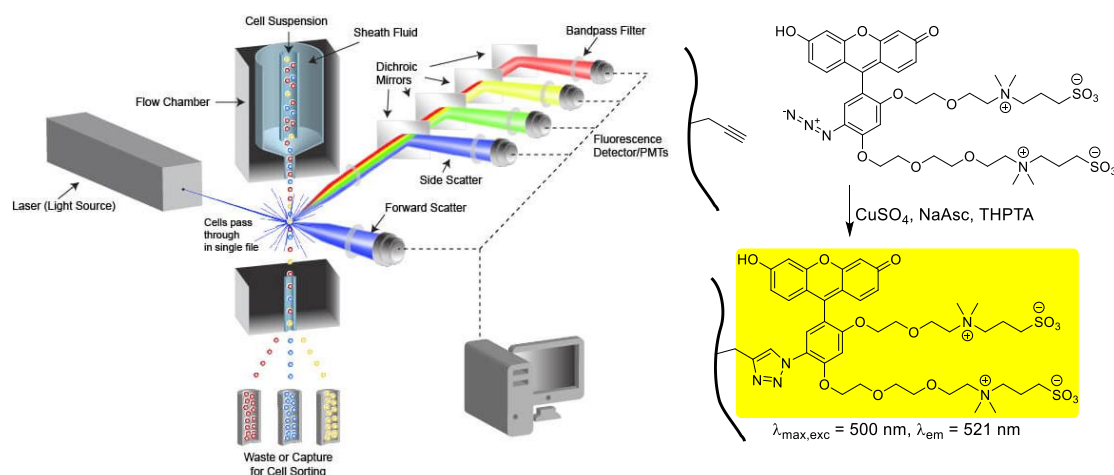 Cell Suspension
Sheath Fluid
Flow Chamber
Laser (Light Source)
Cells pass
through
in single file
Dichroic
Mirrors
Bandpass Filter
Fluorescence
Detector/PMTs
Side Scatter
Forward Scatter
Waste or Capture
for Cell Sorting
HO O O
O O N⊕ SO₃⊖
⁻N=N⁺=N
O O O N⊕ SO₃⊖
CuSO₄, NaAsc, THPTA
HO O O
O O N⊕ SO₃⊖
N N=N
O O O N⊕ SO₃⊖
λmax,exc = 500 nm, λem = 521 nm